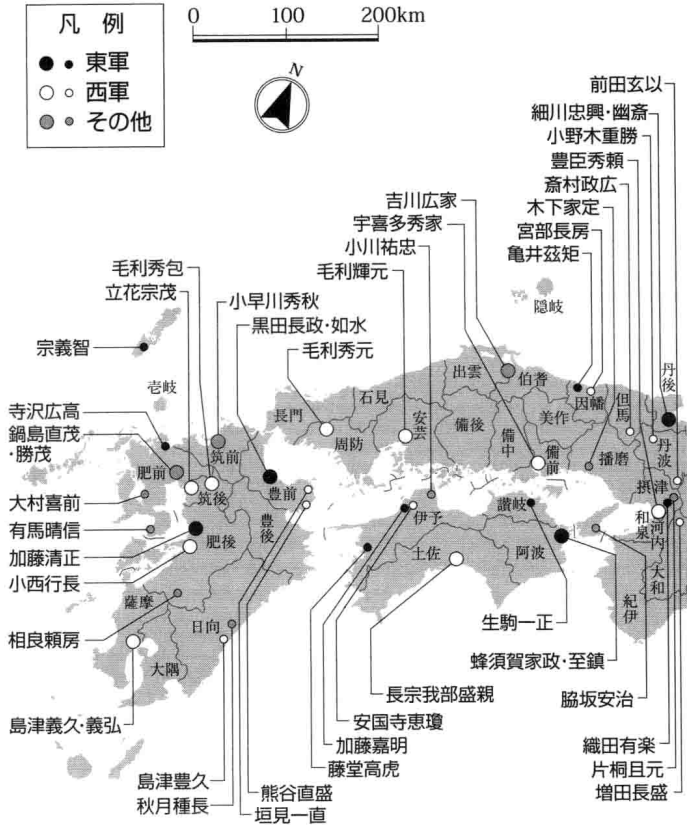 凡例
東軍
西軍
その他
0 100 200km
N
前田玄以
細川忠興・幽斎
小野木重勝
豊臣秀頼
斎村政広
木下家定
宮部長房
亀井茲矩
吉川広家
宇喜多秀家
小川祐忠
毛利輝元
毛利秀包
立花宗茂
小早川秀秋
黒田長政・如水
毛利秀元
宗義智
寺沢広高
鍋島直茂
・勝茂
大村喜前
有馬晴信
加藤清正
小西行長
相良頼房
島津義久・義弘
島津豊久
秋月種長
熊谷直盛
垣見一直
藤堂高虎
加藤嘉明
安国寺恵瓊
長宗我部盛親
生駒一正
蜂須賀家政・至鎮
脇坂安治
織田有楽
片桐且元
増田長盛
隠岐
壱岐
出雲
伯耆
因幡
但馬
丹後
丹波
石見
長門
周防
安芸
備後
備中
備前
美作
播磨
摂津
和泉
河内
大和
紀伊
讃岐
阿波
伊予
土佐
筑前
筑後
肥前
肥後
豊前
豊後
日向
薩摩
大隅